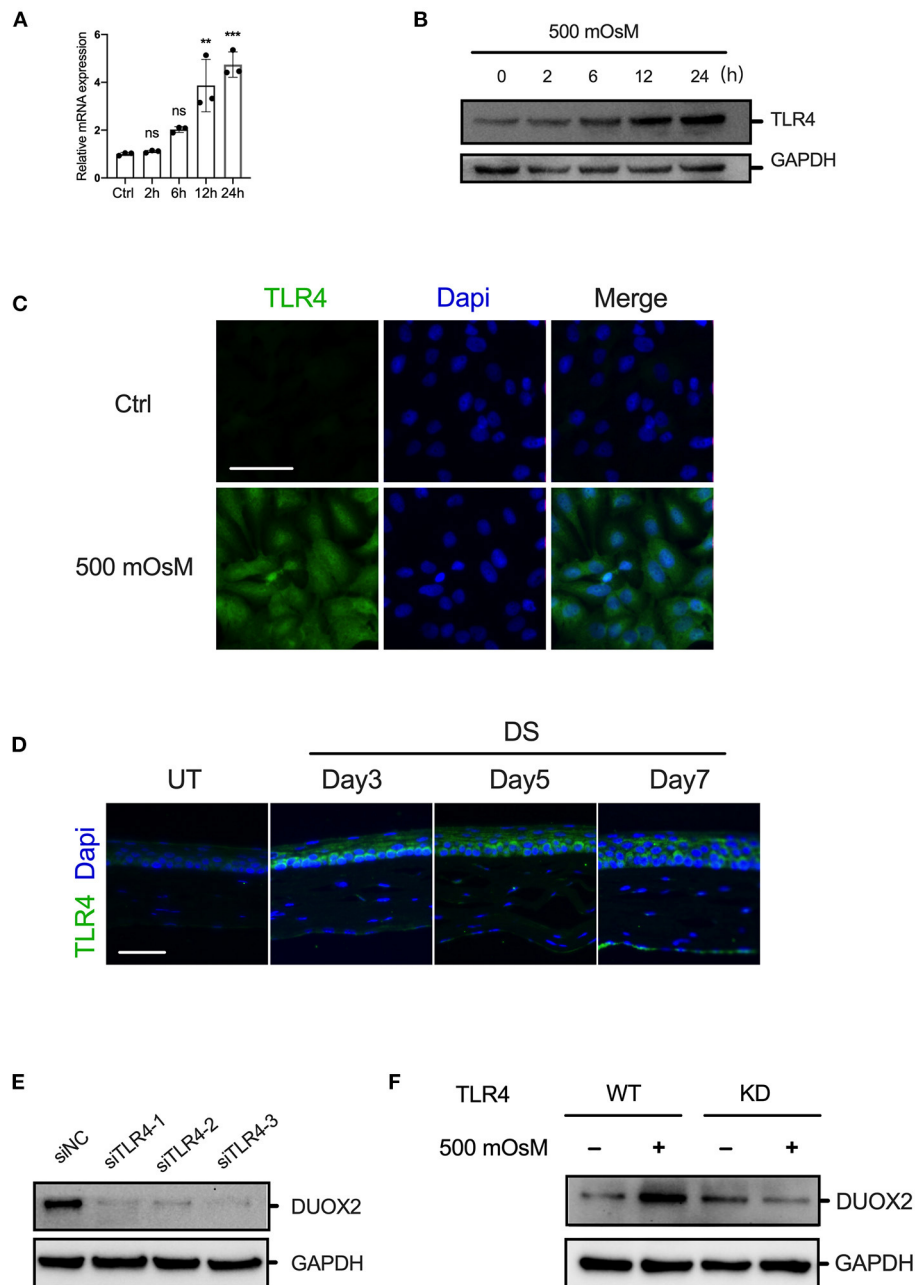 A
Relative mRNA expression
6
4
2
0
ns
ns
**
***
Ctrl 2h 6h 12h 24h
B
500 mOsM
0 2 6 12 24 (h)
TLR4
GAPDH
C
TLR4 Dapi Merge
Ctrl
500 mOsM
D
DS
UT Day3 Day5 Day7
TLR4 Dapi
E
siNC siTLR4-1 siTLR4-2 siTLR4-3
DUOX2
GAPDH
F
TLR4 WT KD
500 mOsM – + – +
DUOX2
GAPDH